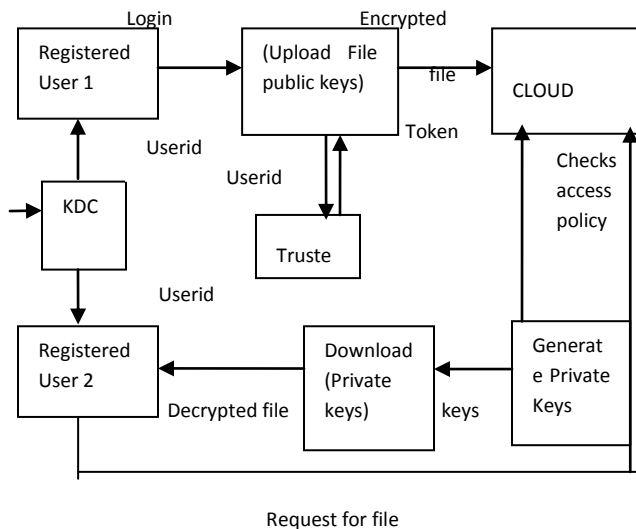 Login
Encrypted
file
Registered
User 1
(Upload File
public keys)
CLOUD
Userid
Token
Userid
Checks
access
policy
KDC
Truste
Userid
Registered
User 2
Download
(Private
keys)
Generat
e Private
Keys
Decrypted file
keys
Request for file